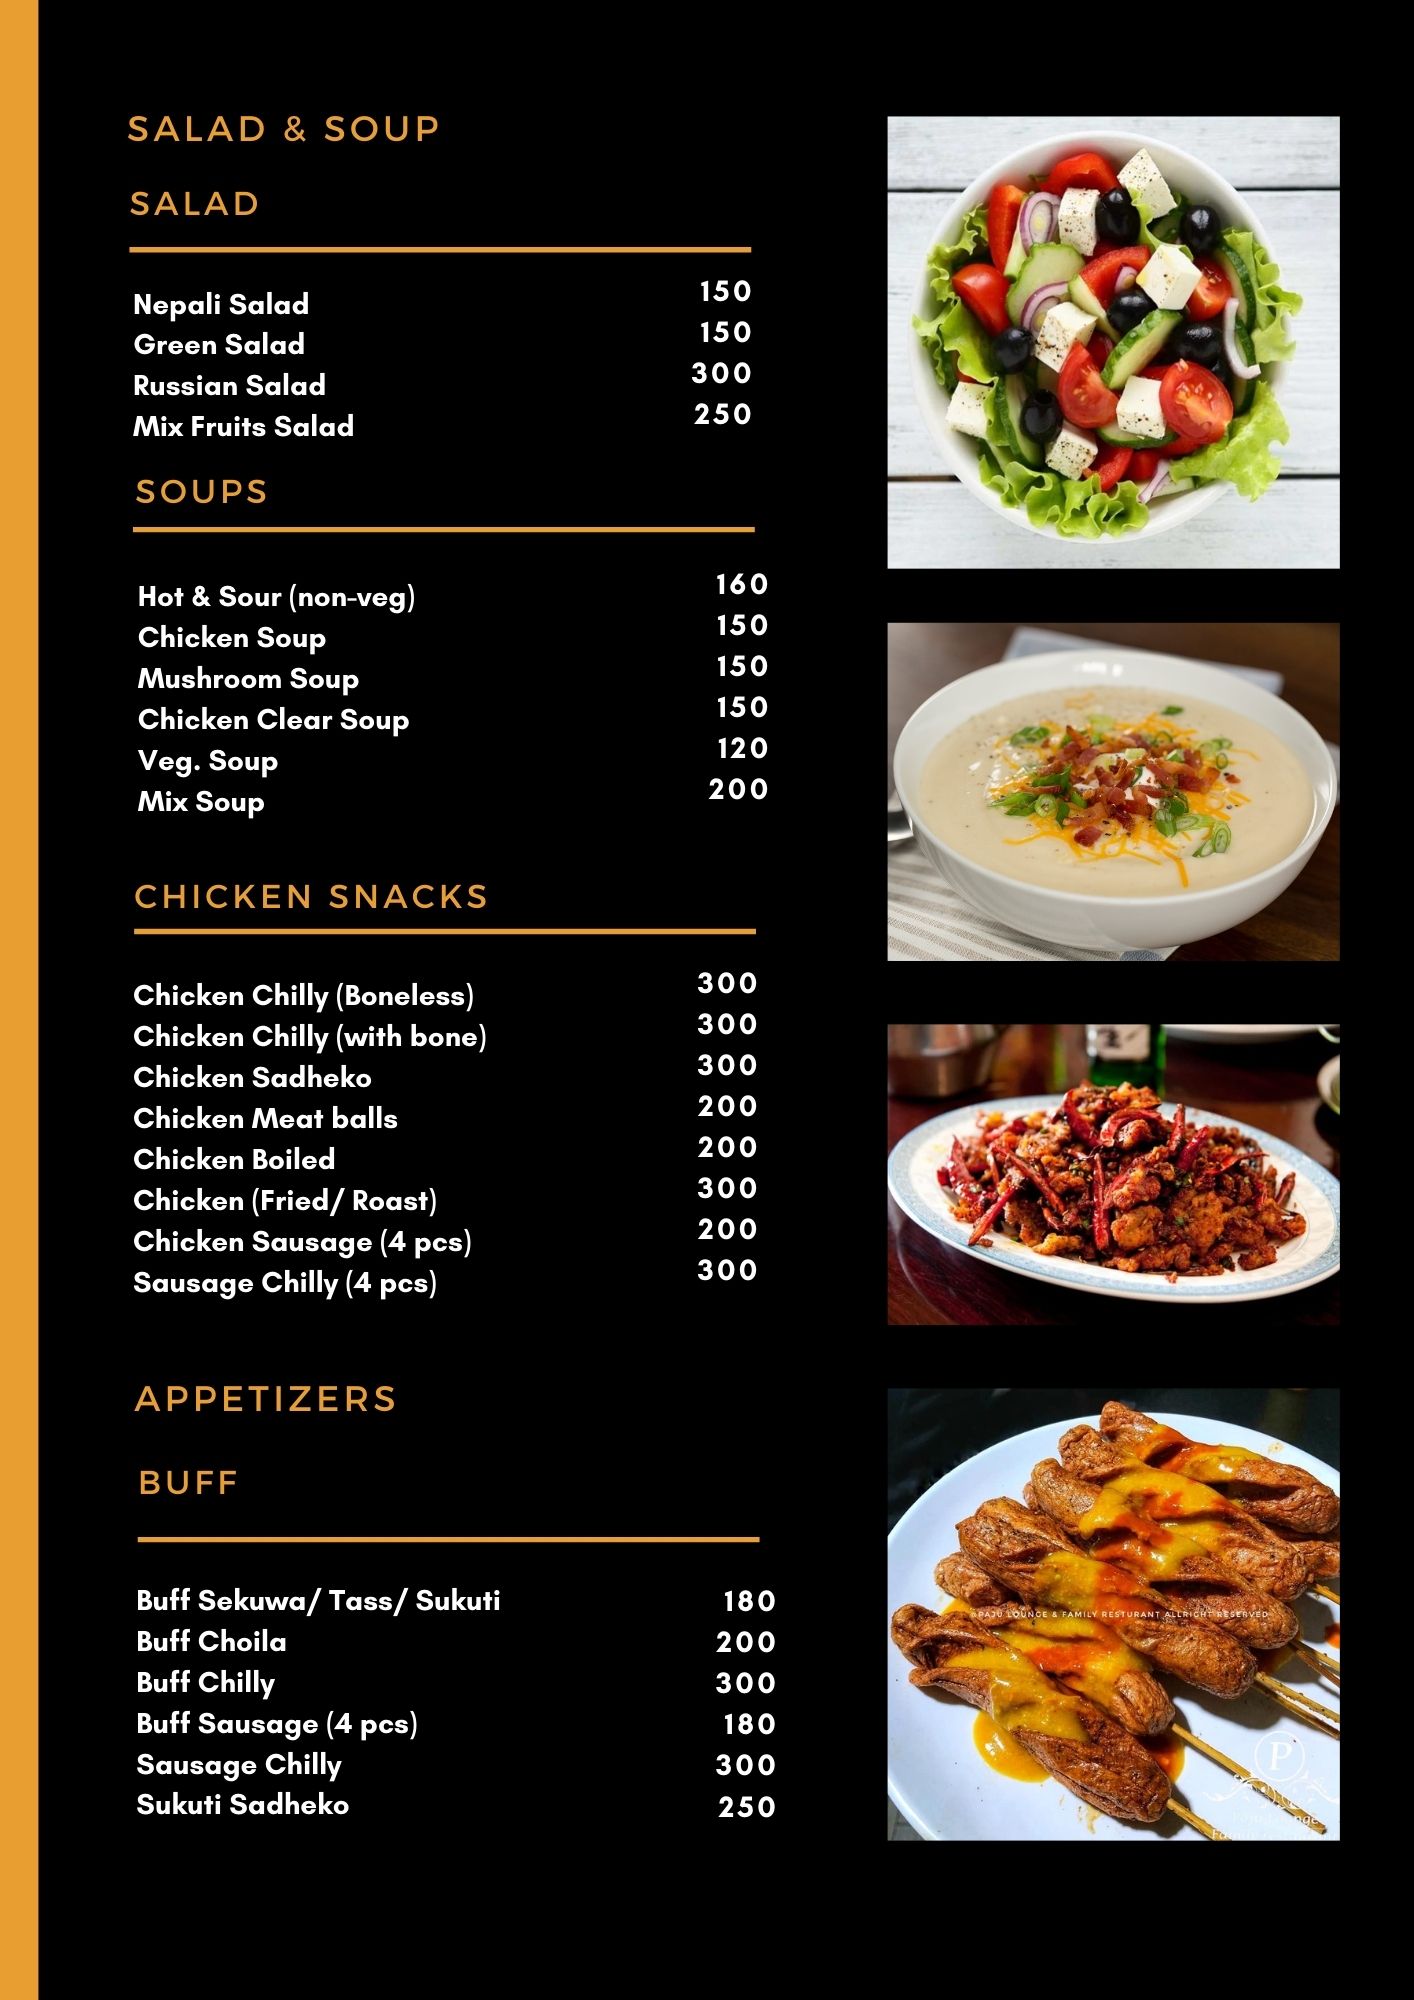 SALAD & SOUP
SALAD
Nepali Salad 150
Green Salad 150
Russian Salad 300
Mix Fruits Salad 250
SOUPS
Hot & Sour (non-veg) 160
Chicken Soup 150
Mushroom Soup 150
Chicken Clear Soup 150
Veg. Soup 120
Mix Soup 200
CHICKEN SNACKS
Chicken Chilly (Boneless) 300
Chicken Chilly (with bone) 300
Chicken Sadheko 300
Chicken Meat balls 200
Chicken Boiled 200
Chicken (Fried/ Roast) 300
Chicken Sausage (4 pcs) 200
Sausage Chilly (4 pcs) 300
APPETIZERS
BUFF
Buff Sekuwa/ Tass/ Sukuti 180
Buff Choila 200
Buff Chilly 300
Buff Sausage (4 pcs) 180
Sausage Chilly 300
Sukuti Sadheko 250
@PAJU LOUNGE & FAMILY RESTURANT ALLRIGHT RESERVED
P
Paju Lounge